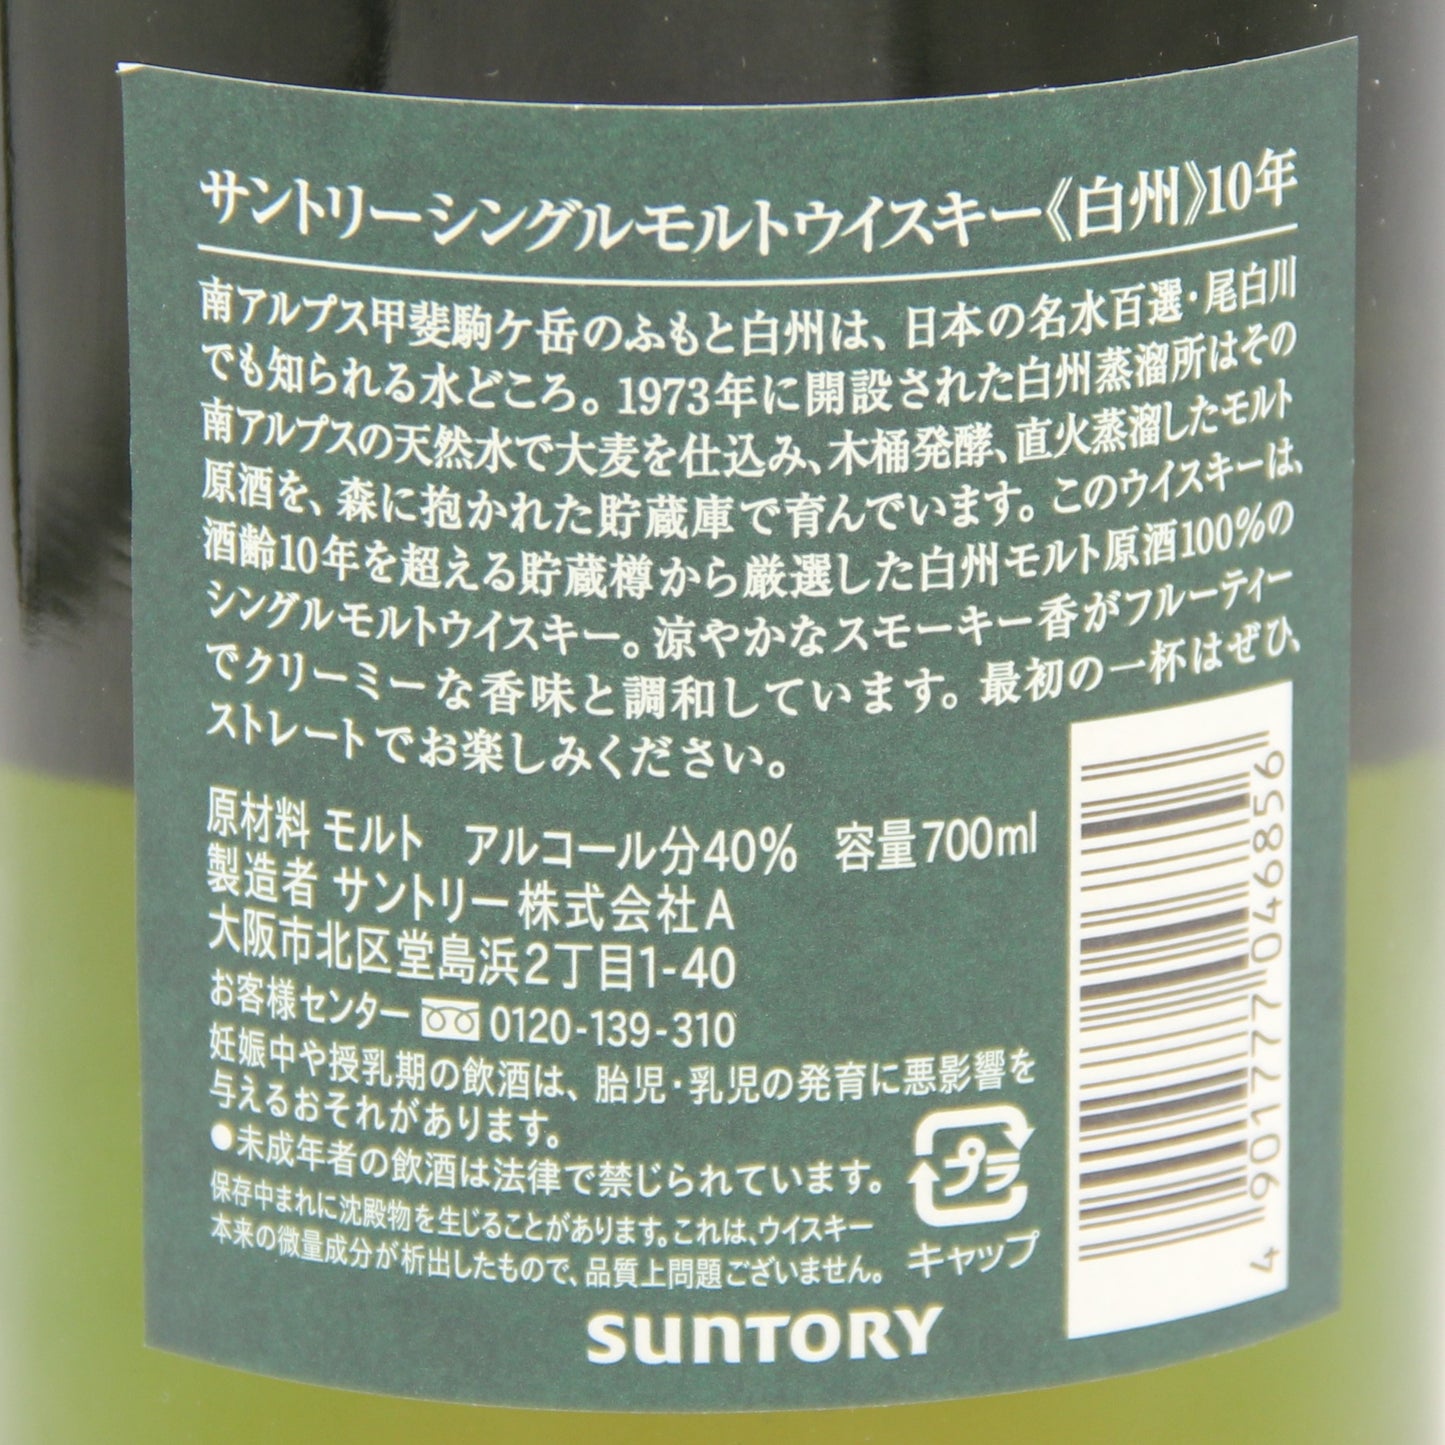 サントリーシングルモルトウイスキー《白州》10年
南アルプス甲斐駒ケ岳のふもと白州は、日本の名水百選・尾白川
でも知られる水どころ。1973年に開設された白州蒸溜所はその
南アルプスの天然水で大麦を仕込み、木桶発酵、直火蒸溜したモルト
原酒を、森に抱かれた貯蔵庫で育んでいます。このウイスキーは、
酒齢10年を超える貯蔵樽から厳選した白州モルト原酒100%の
シングルモルトウイスキー。涼やかなスモーキー香がフルーティー
でクリーミーな香味と調和しています。最初の一杯はぜひ、
ストレートでお楽しみください。
原材料 モルト アルコール分40% 容量700ml
製造者 サントリー株式会社A
大阪市北区堂島浜2丁目1-40
お客様センター 0120-139-310
妊娠中や授乳期の飲酒は、胎児・乳児の発育に悪影響を
与えるおそれがあります。
●未成年者の飲酒は法律で禁じられています。
保存中まれに沈殿物を生じることがあります。これは、ウイスキー
本来の微量成分が析出したもので、品質上問題ございません。
プラ
キャップ
SUNTORY
4 901777 046856